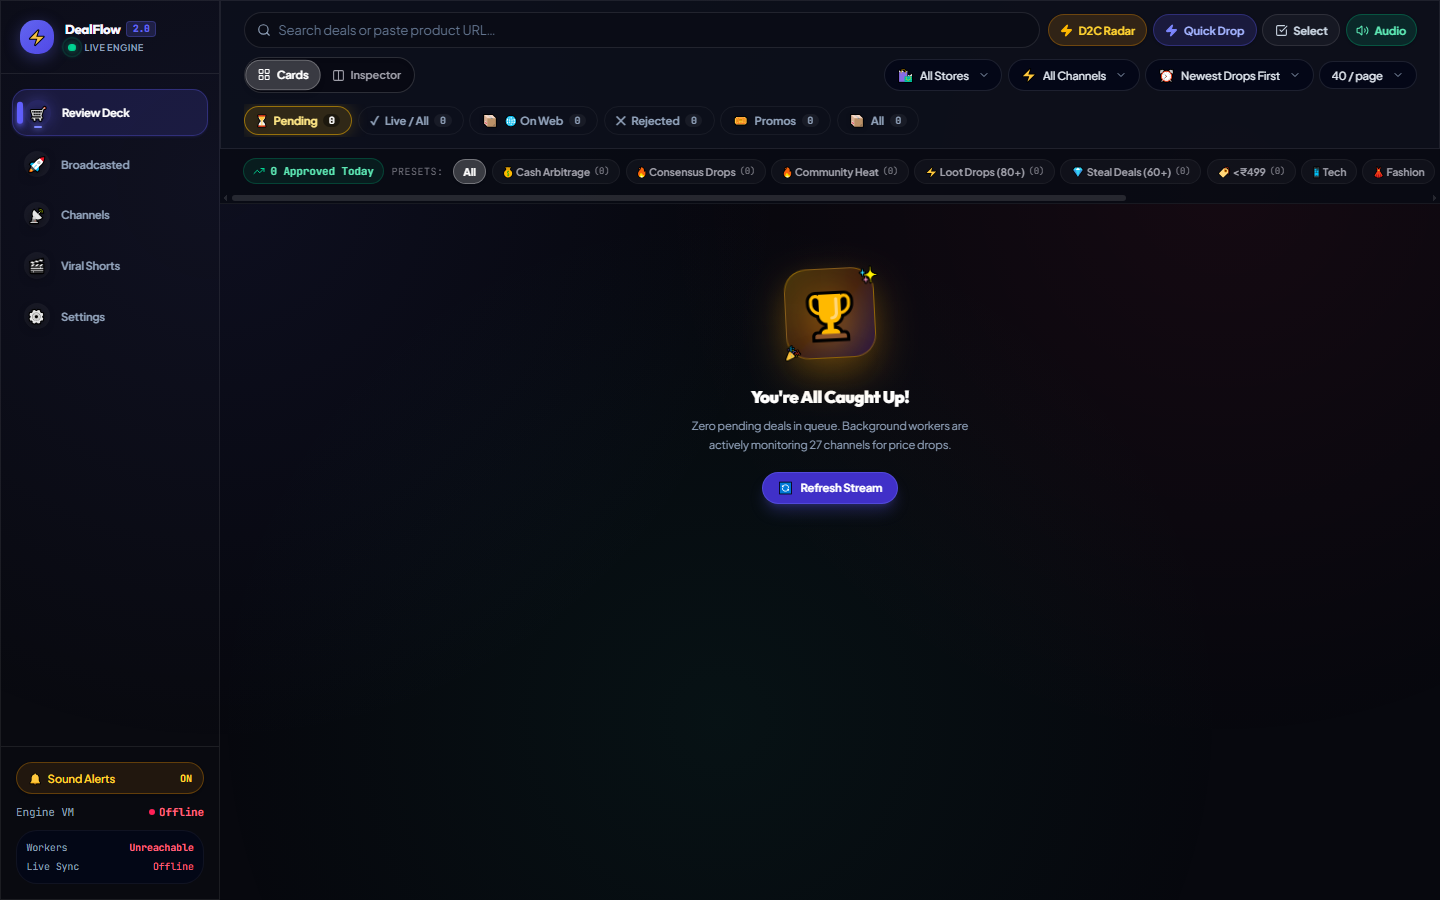 DealFlow 2.0
LIVE ENGINE
Review Deck
Broadcasted
Channels
Viral Shorts
Settings
Sound Alerts ON
Engine VM Offline
Workers Unreachable
Live Sync Offline
Search deals or paste product URL...
D2C Radar
Quick Drop
Select
Audio
Cards
Inspector
All Stores
All Channels
Newest Drops First
40 / page
Pending 0
Live / All 0
On Web 0
Rejected 0
Promos 0
All 0
0 Approved Today
PRESETS:
All
Cash Arbitrage (0)
Consensus Drops (0)
Community Heat (0)
Loot Drops (80+) (0)
Steal Deals (60+) (0)
<₹499 (0)
Tech
Fashion
You're All Caught Up!
Zero pending deals in queue. Background workers are
actively monitoring 27 channels for price drops.
Refresh Stream